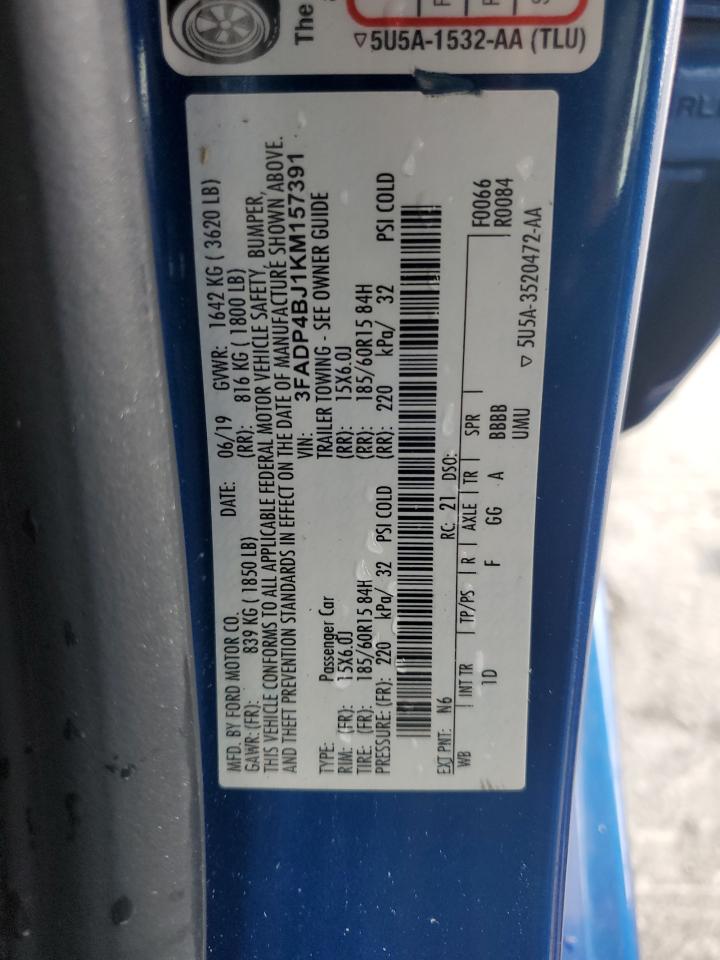 The
▽5U5A-1532-AA (TLU)
MFD. BY FORD MOTOR CO. DATE: 06/19 GVWR: 1642 KG ( 3620 LB)
GAWR: (FR): 839 KG ( 1850 LB) (RR): 816 KG ( 1800 LB)
THIS VEHICLE CONFORMS TO ALL APPLICABLE FEDERAL MOTOR VEHICLE SAFETY, BUMPER,
AND THEFT PREVENTION STANDARDS IN EFFECT ON THE DATE OF MANUFACTURE SHOWN ABOVE.
VIN: 3FADP4BJ1KM157391
TYPE: Passenger Car TRAILER TOWING - SEE OWNER GUIDE
RIM: (FR): 15X6.0J (RR): 15X6.0J
TIRE: (FR): 185/60R15 84H (RR): 185/60R15 84H
PRESSURE: (FR): 220 kPa/ 32 PSI COLD (RR): 220 kPa/ 32 PSI COLD
EXT PNT: N6 RC: 21 DSO: F0066
WB INT TR TP/PS R AXLE TR SPR R0084
1D F GG A BBBB
UMU ▽ 5U5A-3520472-AA